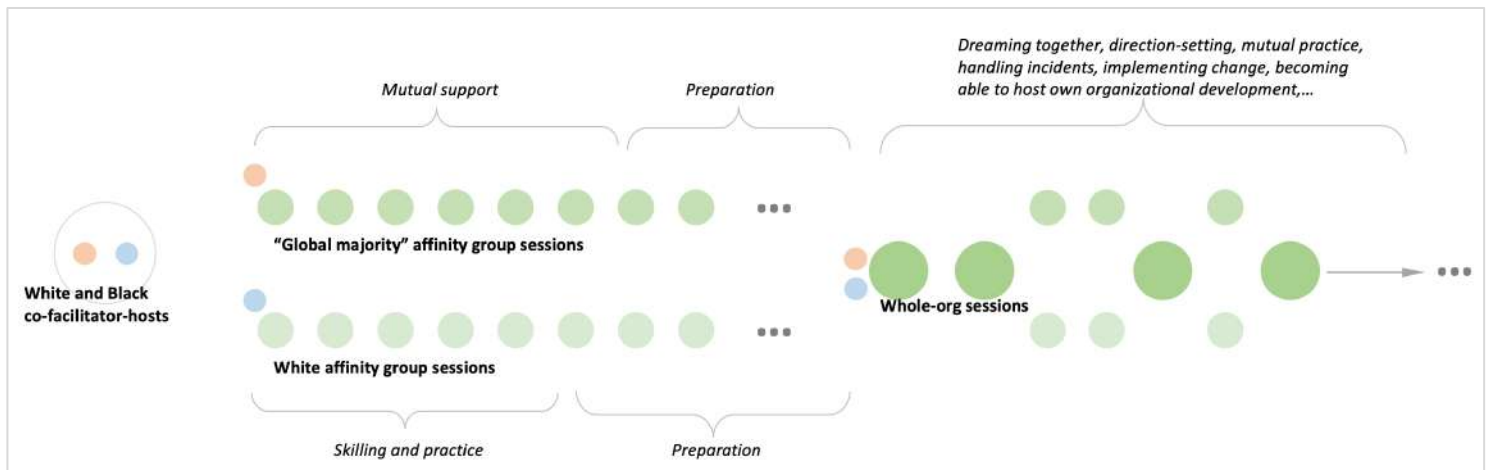 Dreaming together, direction-setting, mutual practice,
handling incidents, implementing change, becoming
able to host own organizational development,...
Mutual support
Preparation
“Global majority” affinity group sessions
White and Black
co-facilitator-hosts
Whole-org sessions
White affinity group sessions
Skilling and practice
Preparation